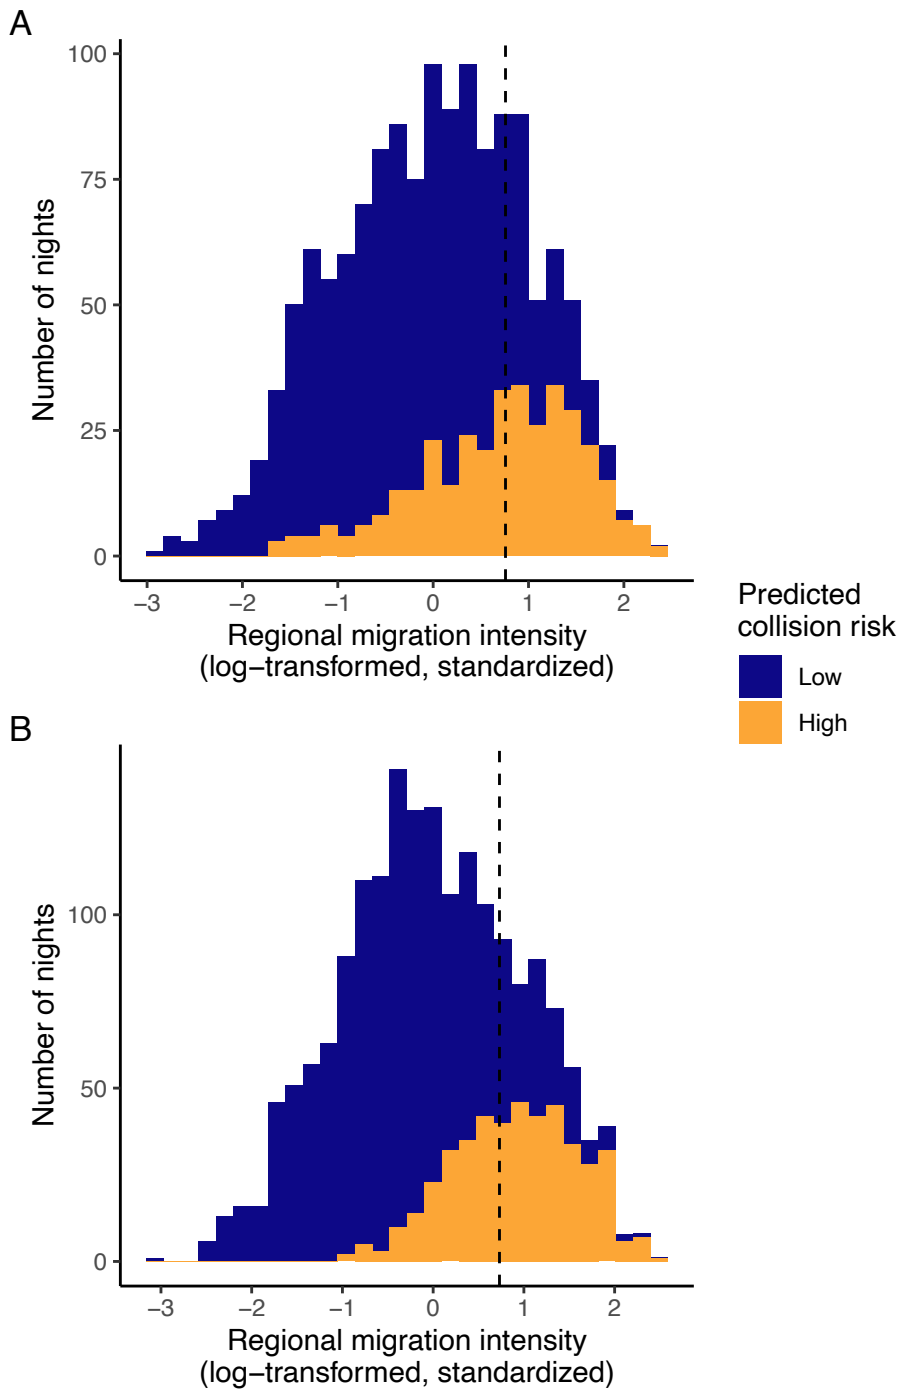 A
100
75
50
25
0
Number of nights
−3 −2 −1 0 1 2
Regional migration intensity
(log−transformed, standardized)
Predicted
collision risk
Low
High
B
100
50
0
Number of nights
−3 −2 −1 0 1 2
Regional migration intensity
(log−transformed, standardized)